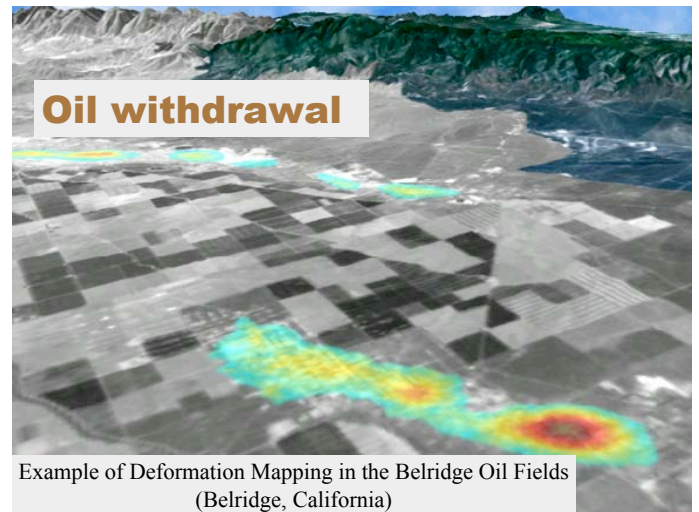 Oil withdrawal
Example of Deformation Mapping in the Belridge Oil Fields
(Belridge, California)